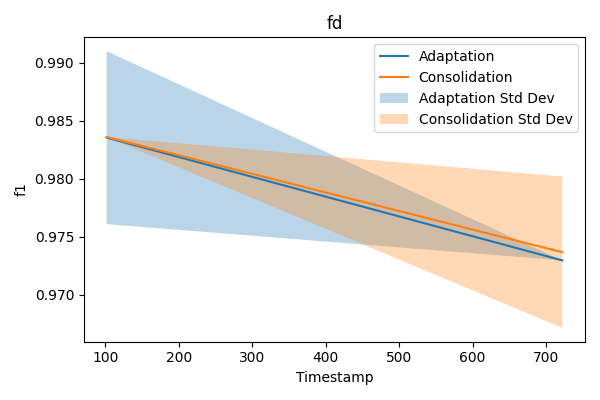 fd
Adaptation
Consolidation
Adaptation Std Dev
Consolidation Std Dev
f1
0.990
0.985
0.980
0.975
0.970
100
200
300
400
500
600
700
Timestamp